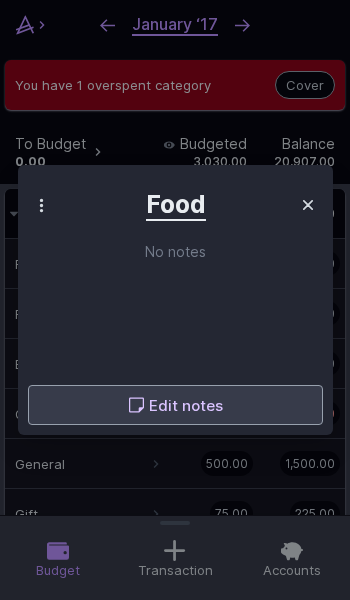 January ‘17
You have 1 overspent category
Cover
To Budget Budgeted Balance
0.00 3,030.00 20,907.00
Food
No notes
Edit notes
General 500.00 1,500.00
Gift 75.00 225.00
Budget Transaction Accounts